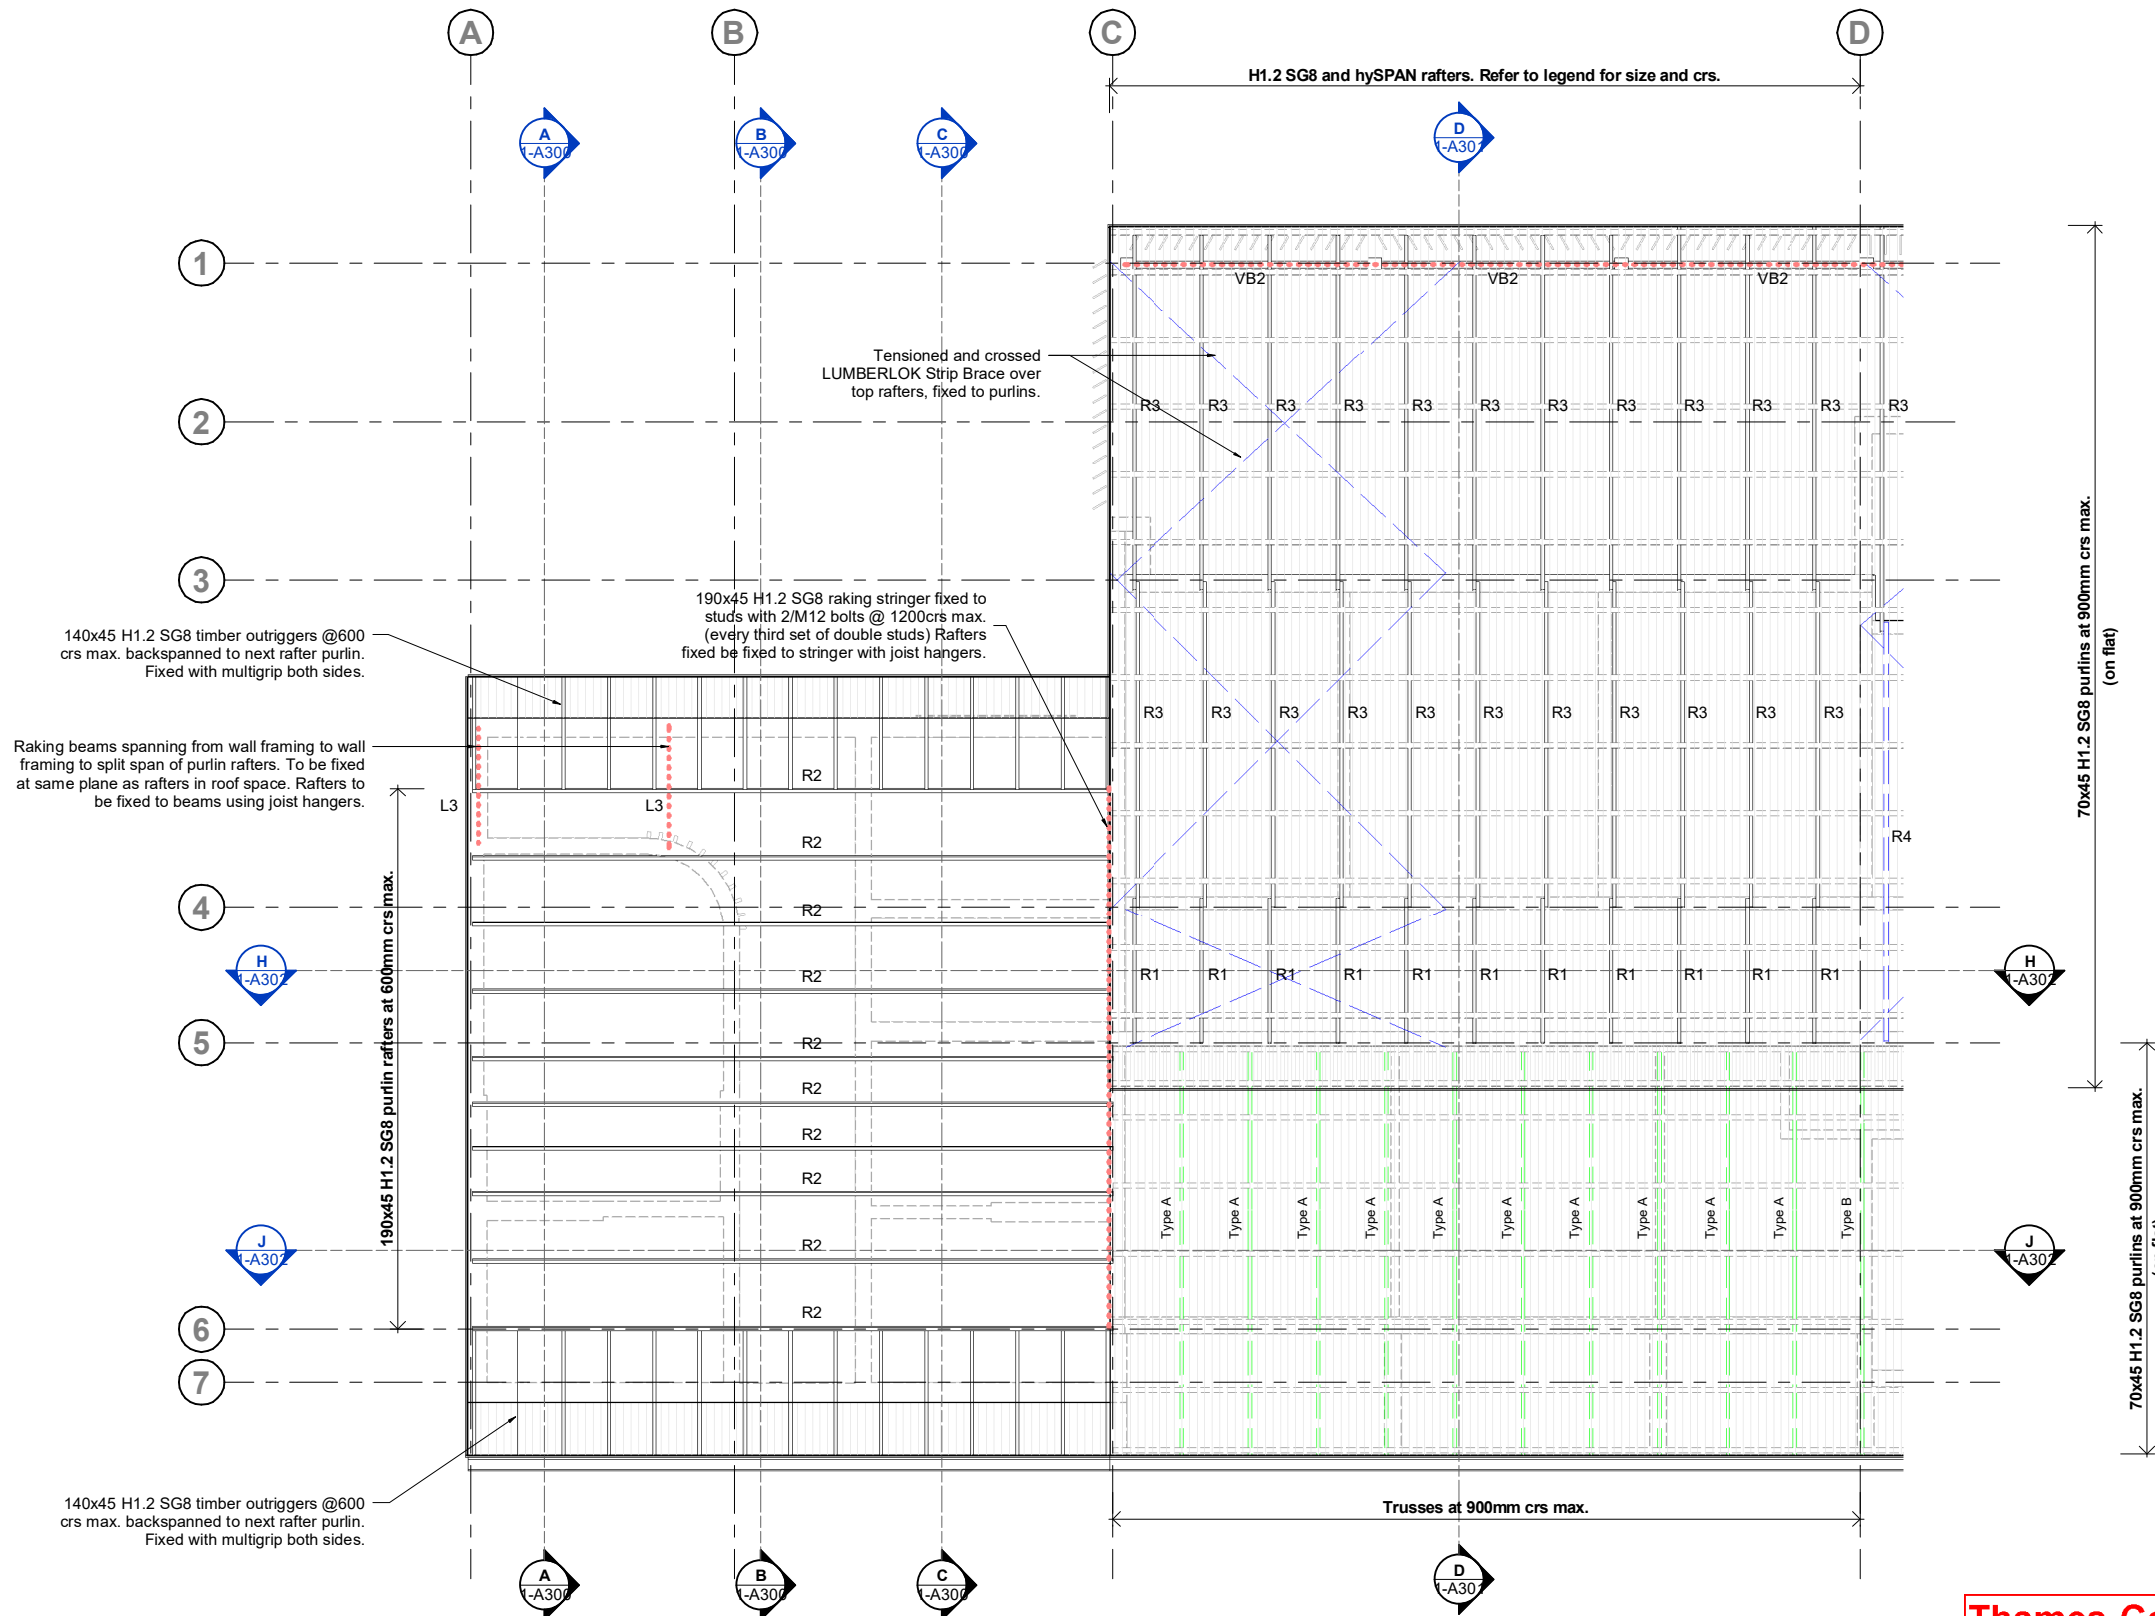 A
B
C
D
H1.2 SG8 and hySPAN rafters. Refer to legend for size and crs.
A
1-A300
B
1-A300
C
1-A300
D
1-A301
1
VB2
VB2
VB2
Tensioned and crossed
LUMBERLOK Strip Brace over
top rafters, fixed to purlins.
2
R3 R3 R3 R3 R3 R3 R3 R3 R3 R3 R3 R3
70x45 H1.2 SG8 purlins at 900mm crs max.
(on flat)
3
190x45 H1.2 SG8 raking stringer fixed to
studs with 2/M12 bolts @ 1200crs max.
(every third set of double studs) Rafters
fixed be fixed to stringer with joist hangers.
140x45 H1.2 SG8 timber outriggers @600
crs max. backspanned to next rafter purlin.
Fixed with multigrip both sides.
R3 R3 R3 R3 R3 R3 R3 R3 R3 R3 R3
Raking beams spanning from wall framing to wall
framing to split span of purlin rafters. To be fixed
at same plane as rafters in roof space. Rafters to
be fixed to beams using joist hangers.
R2
L3
L3
R2
R4
190x45 H1.2 SG8 purlin rafters at 600mm crs max.
4
R2
H
1-A302
R2
R1 R1 R1 R1 R1 R1 R1 R1 R1 R1 R1
H
1-A302
5
R2
R2
R2
R2
Type A
Type A
Type A
Type A
Type A
Type A
Type A
Type A
Type A
Type A
Type B
70x45 H1.2 SG8 purlins at 900mm crs max.
J
1-A302
R2
J
1-A302
6
R2
7
140x45 H1.2 SG8 timber outriggers @600
crs max. backspanned to next rafter purlin.
Fixed with multigrip both sides.
Trusses at 900mm crs max.
A
1-A300
B
1-A300
C
1-A300
D
1-A301